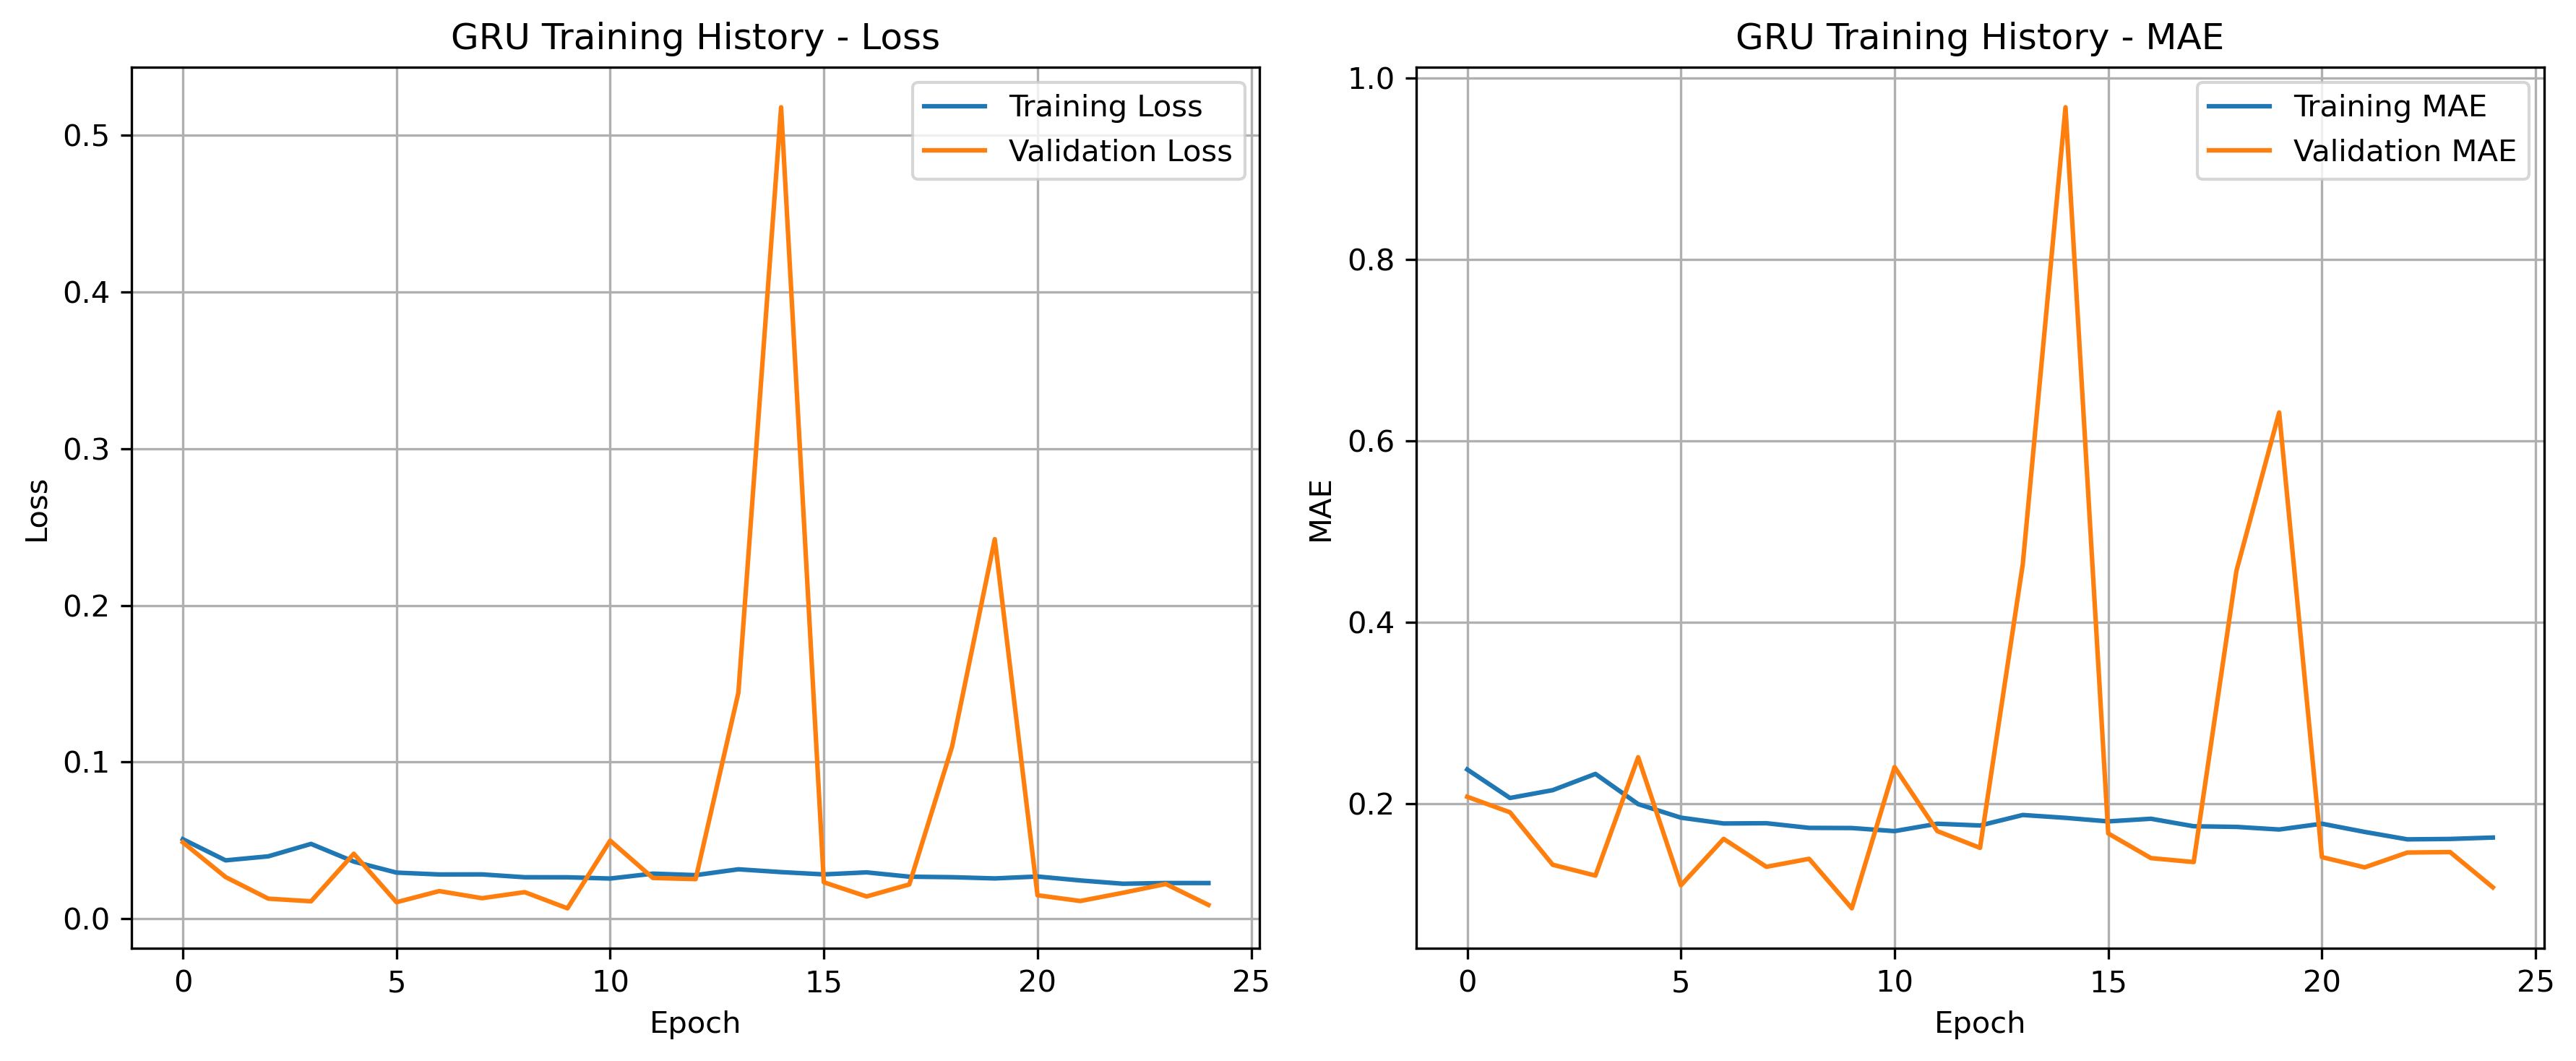 GRU Training History - Loss
Training Loss
Validation Loss
0.5
0.4
0.3
0.2
0.1
0.0
Loss
0 5 10 15 20 25
Epoch
GRU Training History - MAE
Training MAE
Validation MAE
1.0
0.8
0.6
0.4
0.2
MAE
0 5 10 15 20 25
Epoch